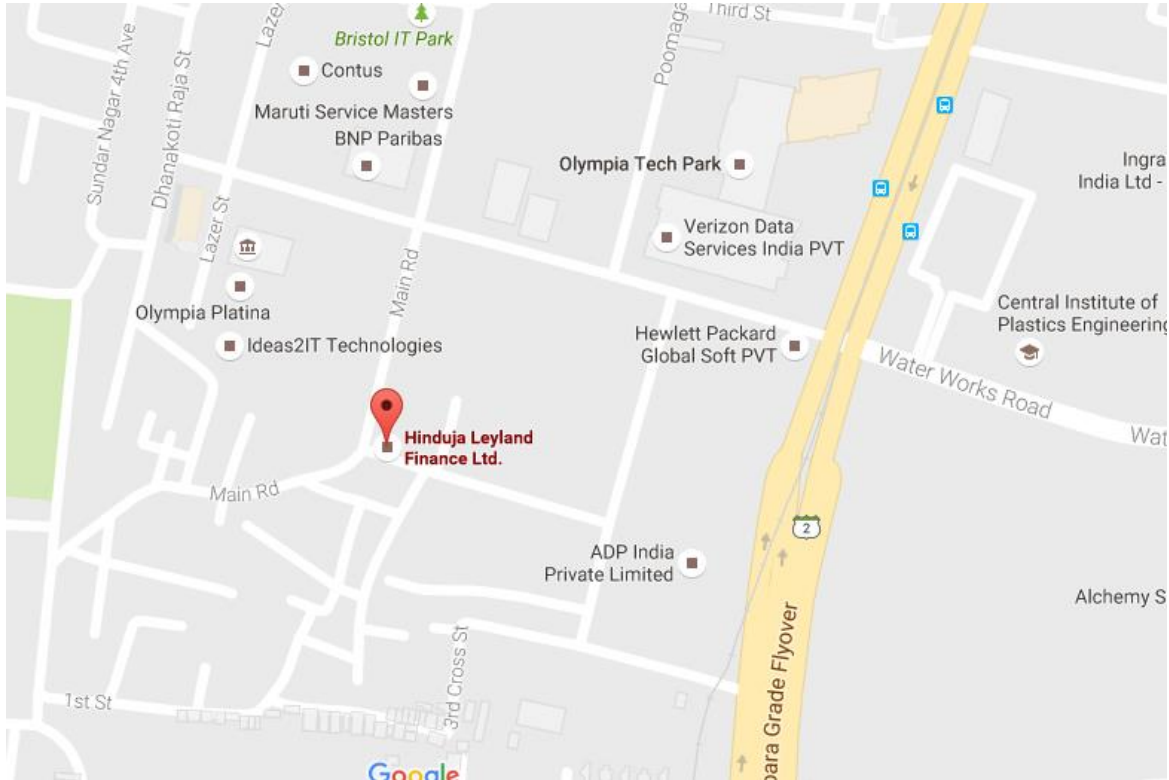 Third St
Bristol IT Park
Contus
Maruti Service Masters
BNP Paribas
Sundar Nagar 4th Ave
Dhanakoti Raja St
Lazer
Lazer St
Poomaga
Olympia Tech Park
Ingra
India Ltd -
Verizon Data
Services India PVT
Main Rd
Olympia Platina
Ideas2IT Technologies
Hewlett Packard
Global Soft PVT
Central Institute of
Plastics Engineering
Water Works Road
Wat
Hinduja Leyland
Finance Ltd.
Main Rd
2
ADP India
Private Limited
Alchemy S
para Grade Flyover
3rd Cross St
1st St
Google